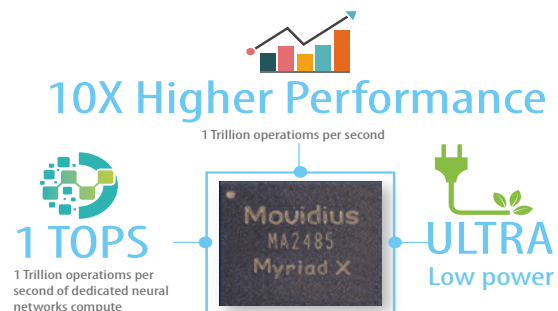 10X Higher Performance
1 Trillion operatioms per second
1 TOPS
1 Trillion operatioms per
second of dedicated neural
networks compute
Movidius
MA2485
Myriad X
ULTRA
Low power